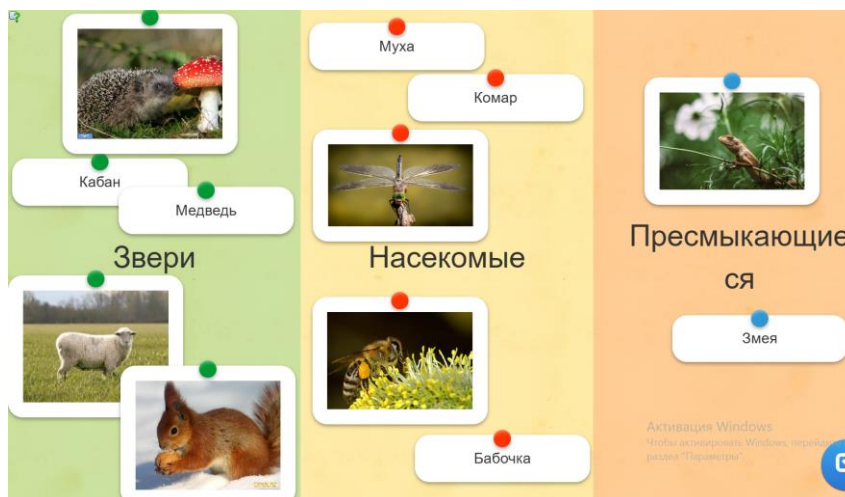 Кабан
Медведь
Звери
Муха
Комар
Насекомые
Бабочка
Пресмыкающие
ся
Змея
Активация Windows
Чтобы активировать Windows, перейдите
раздел "Параметры".